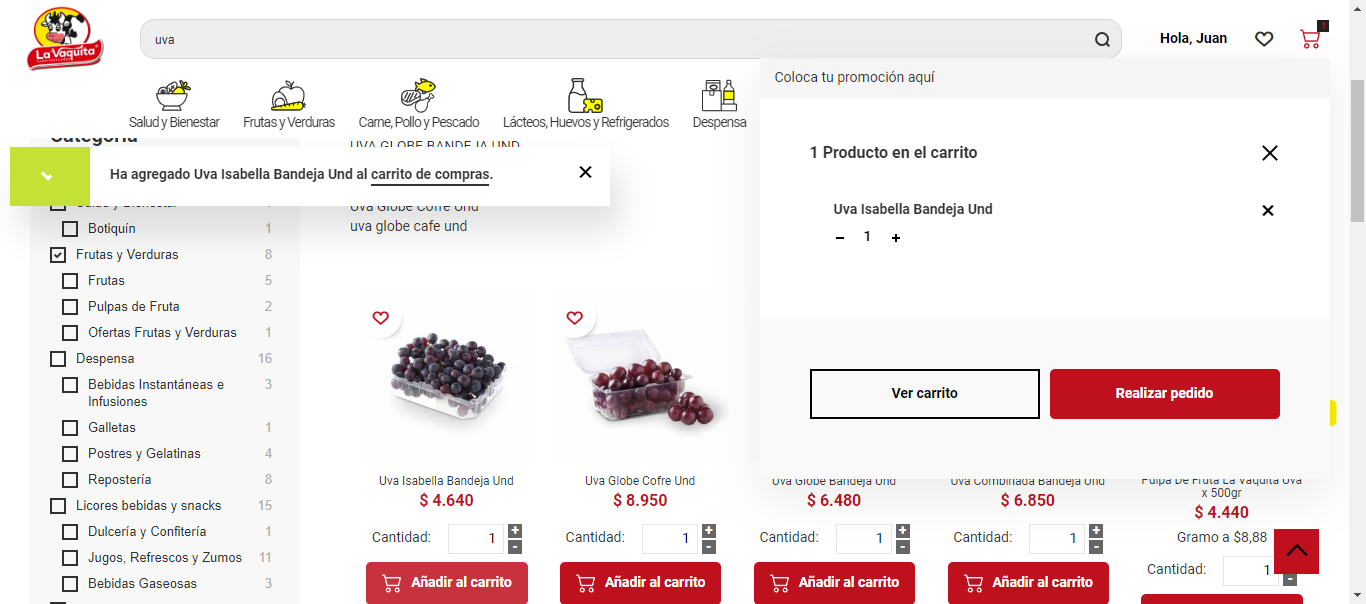 La Vaquita
uva
Hola, Juan
1
Salud y Bienestar
Frutas y Verduras
Carne, Pollo y Pescado
Lácteos, Huevos y Refrigerados
Despensa
Coloca tu promoción aquí
1 Producto en el carrito
Uva Isabella Bandeja Und
1
Ver carrito
Realizar pedido
Categoría
UVA GLOBE BANDEJA UND
Ha agregado Uva Isabella Bandeja Und al carrito de compras.
Salud y Bienestar
Uva Globe Cofre Und
uva globe cafe und
Botiquín 1
Frutas y Verduras 8
Frutas 5
Pulpas de Fruta 2
Ofertas Frutas y Verduras 1
Despensa 16
Bebidas Instantáneas e 3
Infusiones
Galletas 1
Postres y Gelatinas 4
Repostería 8
Licores bebidas y snacks 15
Dulcería y Confitería 1
Jugos, Refrescos y Zumos 11
Bebidas Gaseosas 3
Uva Isabella Bandeja Und
$ 4.640
Cantidad: 1 + -
Añadir al carrito
Uva Globe Cofre Und
$ 8.950
Cantidad: 1 + -
Añadir al carrito
Uva Globe Bandeja Und
$ 6.480
Cantidad: 1 + -
Añadir al carrito
Uva Combinada Bandeja Und
$ 6.850
Cantidad: 1 + -
Añadir al carrito
Pulpa De Fruta La Vaquita Uva
x 500gr
$ 4.440
Gramo a $8,88
Cantidad: 1 -